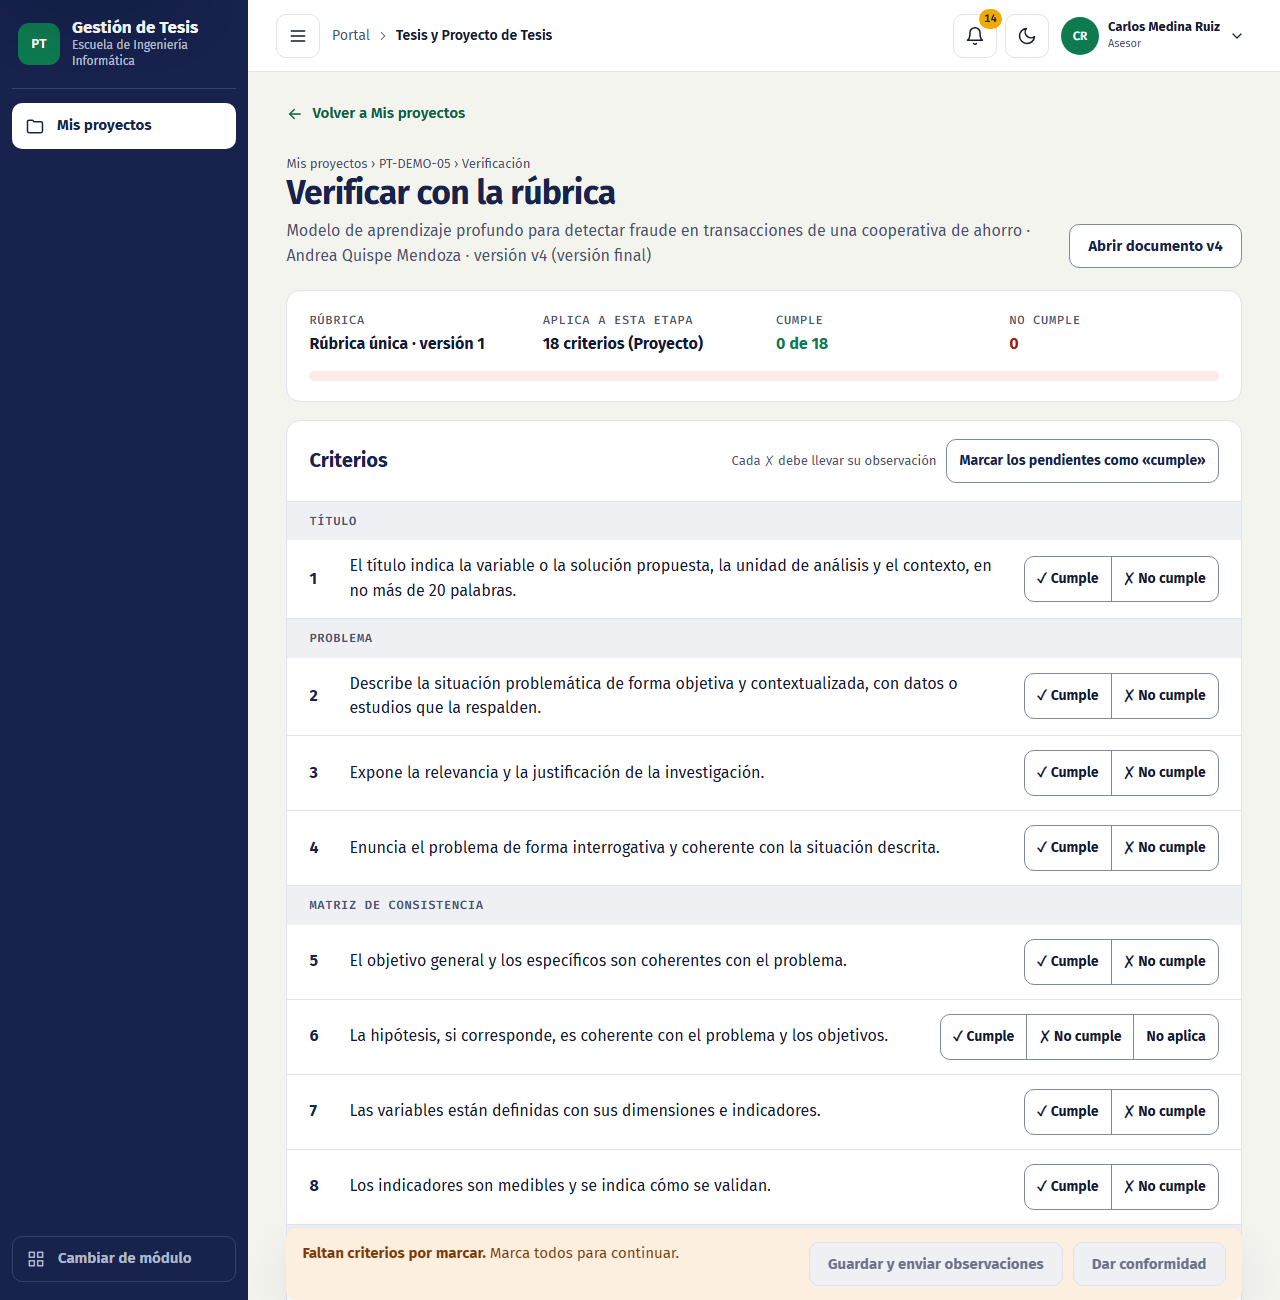 PT
Gestión de Tesis
Escuela de Ingeniería
Informática
Mis proyectos
Cambiar de módulo
Portal › Tesis y Proyecto de Tesis
14
CR
Carlos Medina Ruiz
Asesor
← Volver a Mis proyectos
Mis proyectos › PT-DEMO-05 › Verificación
Verificar con la rúbrica
Modelo de aprendizaje profundo para detectar fraude en transacciones de una cooperativa de ahorro ·
Andrea Quispe Mendoza · versión v4 (versión final)
Abrir documento v4
RÚBRICA
Rúbrica única · versión 1
APLICA A ESTA ETAPA
18 criterios (Proyecto)
CUMPLE
0 de 18
NO CUMPLE
0
Criterios
Cada ✗ debe llevar su observación
Marcar los pendientes como «cumple»
TÍTULO
1
El título indica la variable o la solución propuesta, la unidad de análisis y el contexto, en
no más de 20 palabras.
✓ Cumple
✗ No cumple
PROBLEMA
2
Describe la situación problemática de forma objetiva y contextualizada, con datos o
estudios que la respalden.
✓ Cumple
✗ No cumple
3
Expone la relevancia y la justificación de la investigación.
✓ Cumple
✗ No cumple
4
Enuncia el problema de forma interrogativa y coherente con la situación descrita.
✓ Cumple
✗ No cumple
MATRIZ DE CONSISTENCIA
5
El objetivo general y los específicos son coherentes con el problema.
✓ Cumple
✗ No cumple
6
La hipótesis, si corresponde, es coherente con el problema y los objetivos.
✓ Cumple
✗ No cumple
No aplica
7
Las variables están definidas con sus dimensiones e indicadores.
✓ Cumple
✗ No cumple
8
Los indicadores son medibles y se indica cómo se validan.
✓ Cumple
✗ No cumple
Faltan criterios por marcar. Marca todos para continuar.
Guardar y enviar observaciones
Dar conformidad